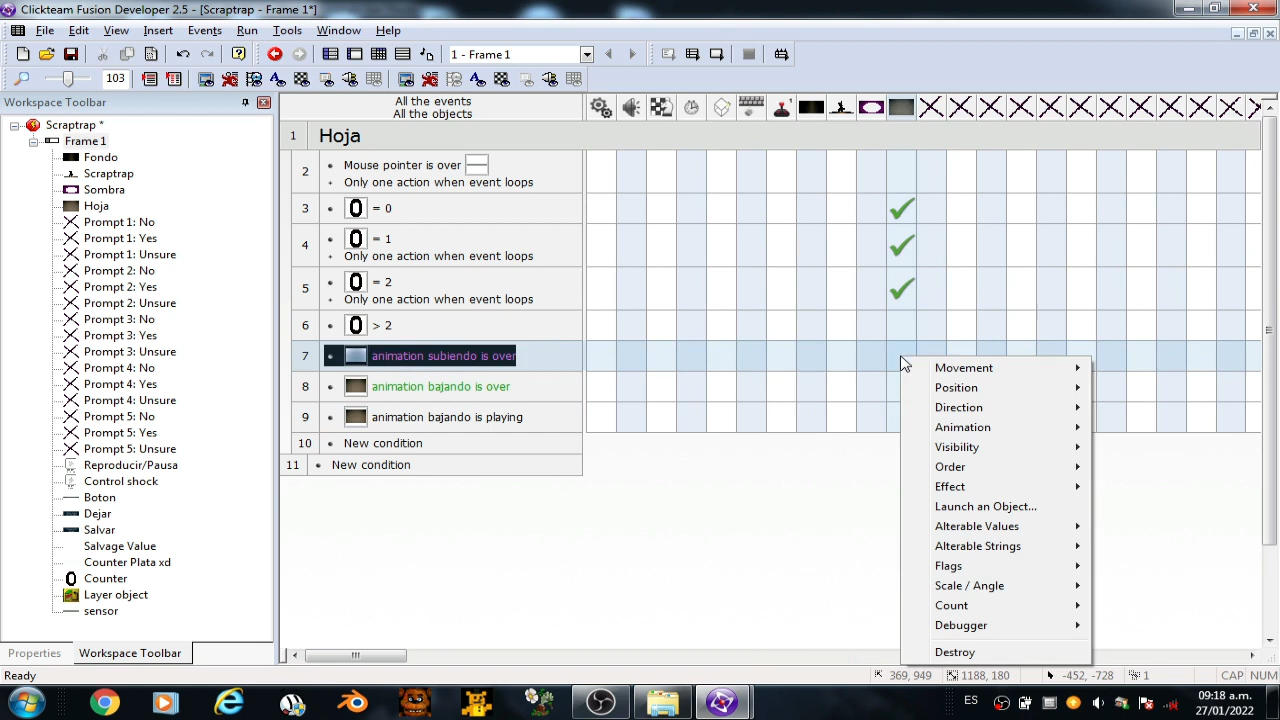 Clickteam Fusion Developer 2.5 - [Scraptrap - Frame 1*]
File Edit View Insert Events Run Tools Window Help
1 - Frame 1
103
Workspace Toolbar
Scraptrap *
Frame 1
Fondo
Scraptrap
Sombra
Hoja
Prompt 1: No
Prompt 1: Yes
Prompt 1: Unsure
Prompt 2: No
Prompt 2: Yes
Prompt 2: Unsure
Prompt 3: No
Prompt 3: Yes
Prompt 3: Unsure
Prompt 4: No
Prompt 4: Yes
Prompt 4: Unsure
Prompt 5: No
Prompt 5: Yes
Prompt 5: Unsure
Reproducir/Pausa
Control shock
Boton
Dejar
Salvar
Salvage Value
Counter Plata xd
Counter
Layer object
sensor
Properties
Workspace Toolbar
All the events
All the objects
1 Hoja
2 • Mouse pointer is over
+ Only one action when event loops
3 • 0 = 0
4 • 0 = 1
+ Only one action when event loops
5 • 0 = 2
+ Only one action when event loops
6 • 0 > 2
7 • animation subiendo is over
8 • animation bajando is over
9 • animation bajando is playing
10 • New condition
11 • New condition
Movement
Position
Direction
Animation
Visibility
Order
Effect
Launch an Object...
Alterable Values
Alterable Strings
Flags
Scale / Angle
Count
Debugger
Destroy
Ready
369, 949
1188, 180
-452, -728
1
CAP NUM
ES
09:18 a.m.
27/01/2022